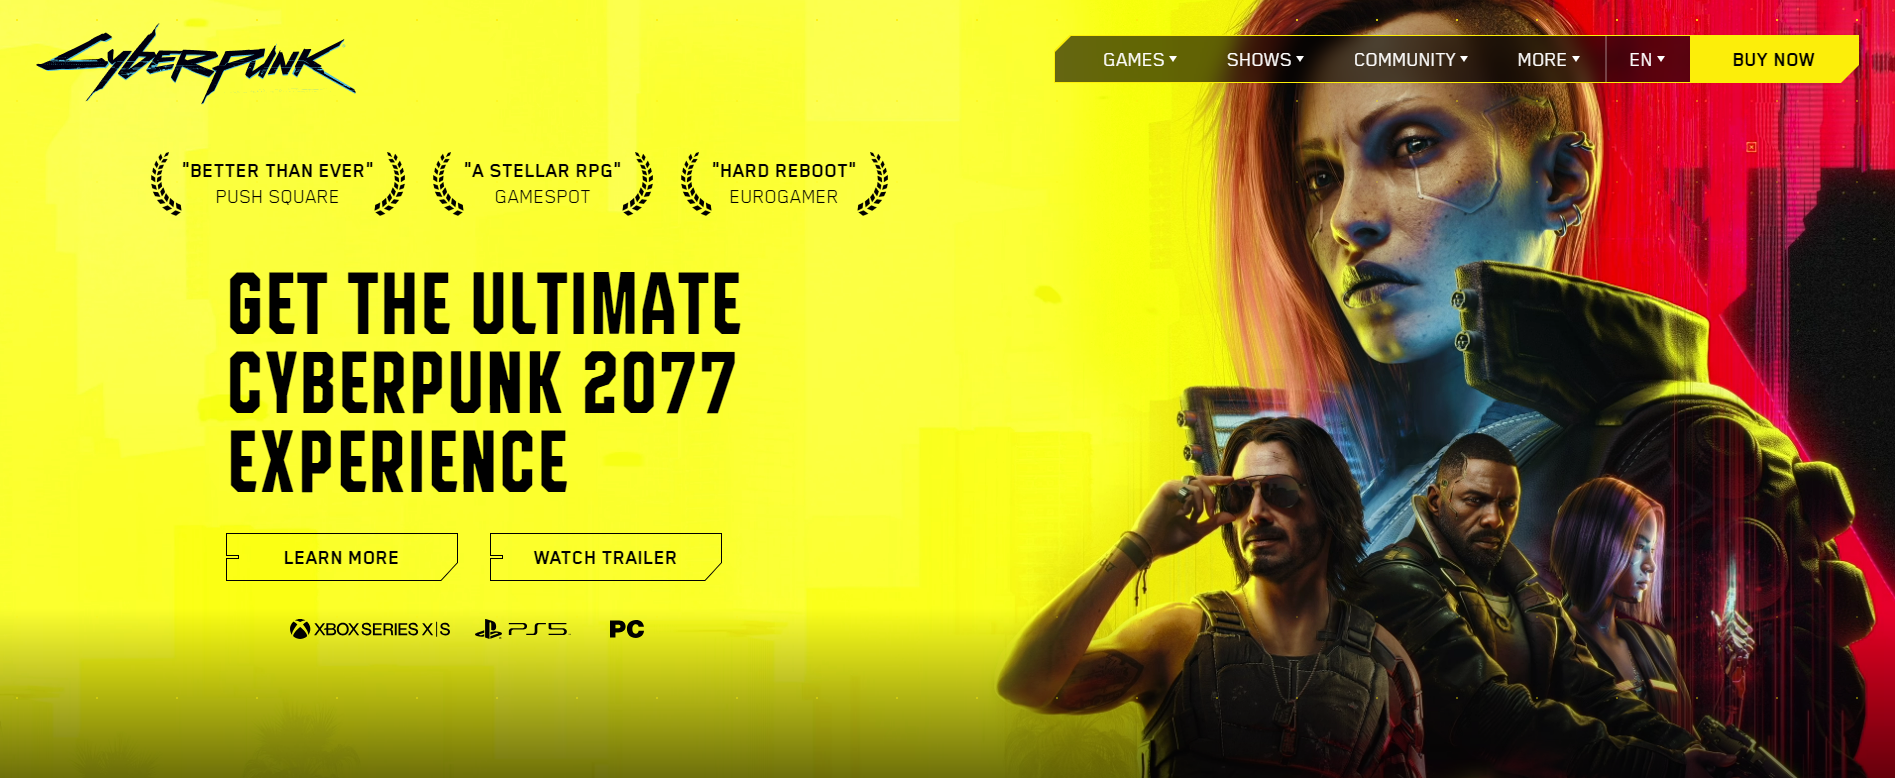 Cyberpunk
GAMES
SHOWS
COMMUNITY
MORE
EN
BUY NOW
"BETTER THAN EVER"
PUSH SQUARE
"A STELLAR RPG"
GAMESPOT
"HARD REBOOT"
EUROGAMER
GET THE ULTIMATE
CYBERPUNK 2077
EXPERIENCE
LEARN MORE
WATCH TRAILER
XBOX SERIES X|S
PS5
PC